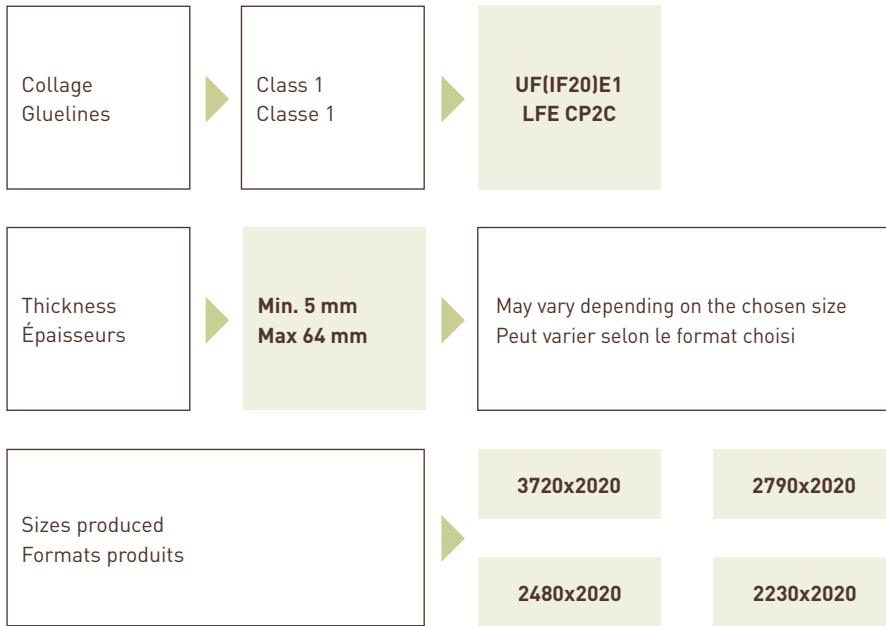 Collage
Gluelines
Class 1
Classe 1
UF(IF20)E1
LFE CP2C
Thickness
Épaisseurs
Min. 5 mm
Max 64 mm
May vary depending on the chosen size
Peut varier selon le format choisi
Sizes produced
Formats produits
3720x2020
2790x2020
2480x2020
2230x2020